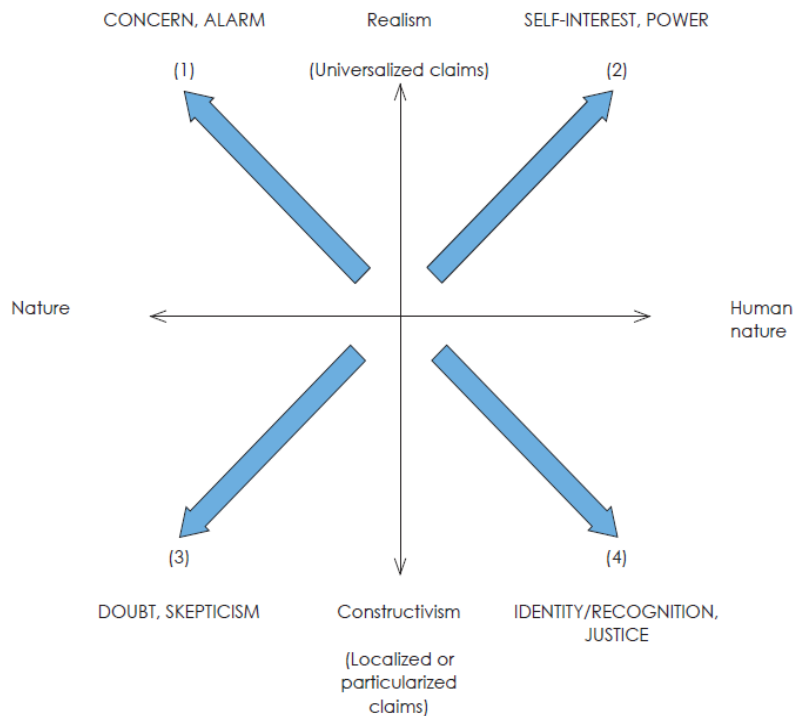 CONCERN, ALARM
Realism
SELF-INTEREST, POWER
(1)
(Universalized claims)
(2)
Nature
Human
nature
(3)
(4)
DOUBT, SKEPTICISM
Constructivism
IDENTITY/RECOGNITION,
JUSTICE
(Localized or
particularized
claims)